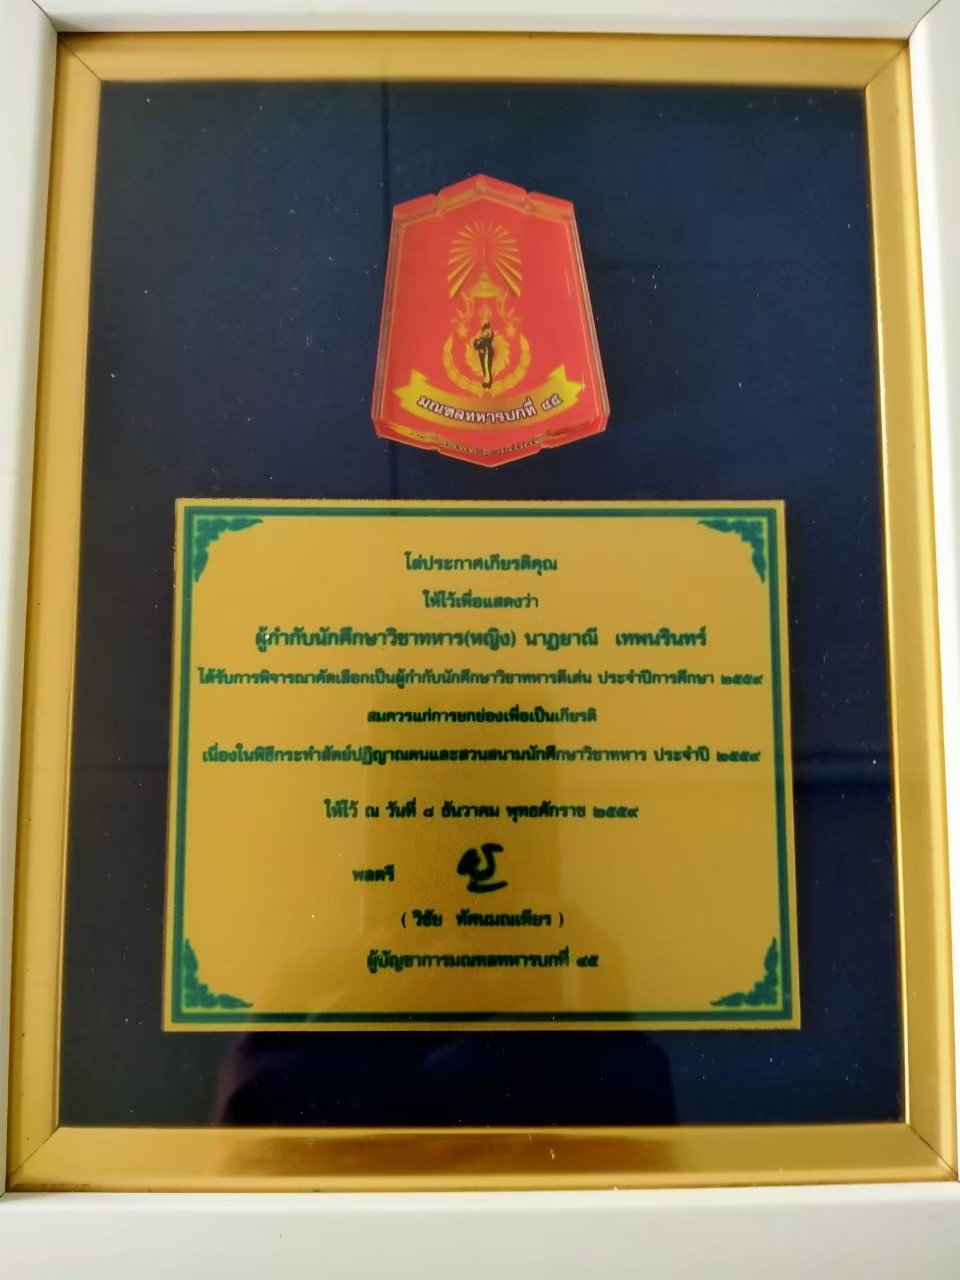 มณฑลทหารบกที่ ๔๕
โล่ประกาศเกียรติคุณ
ให้ไว้เพื่อแสดงว่า
ผู้กำกับนักศึกษาวิชาทหาร(หญิง) นาฏยาณี เทพนรินทร์
ได้รับการพิจารณาคัดเลือกเป็นผู้กำกับนักศึกษาวิชาทหารดีเด่น ประจำปีการศึกษา ๒๕๕๙
สมควรแก่การยกย่องเพื่อเป็นเกียรติ
เนื่องในพิธีกระทำสัตย์ปฏิญาณตนและสวนสนามนักศึกษาวิชาทหาร ประจำปี ๒๕๕๙
ให้ไว้ ณ วันที่ ๘ ธันวาคม พุทธศักราช ๒๕๕๙
พลตรี
( วิชัย ทัศนมณเฑียร )
ผู้บัญชาการมณฑลทหารบกที่ ๔๕